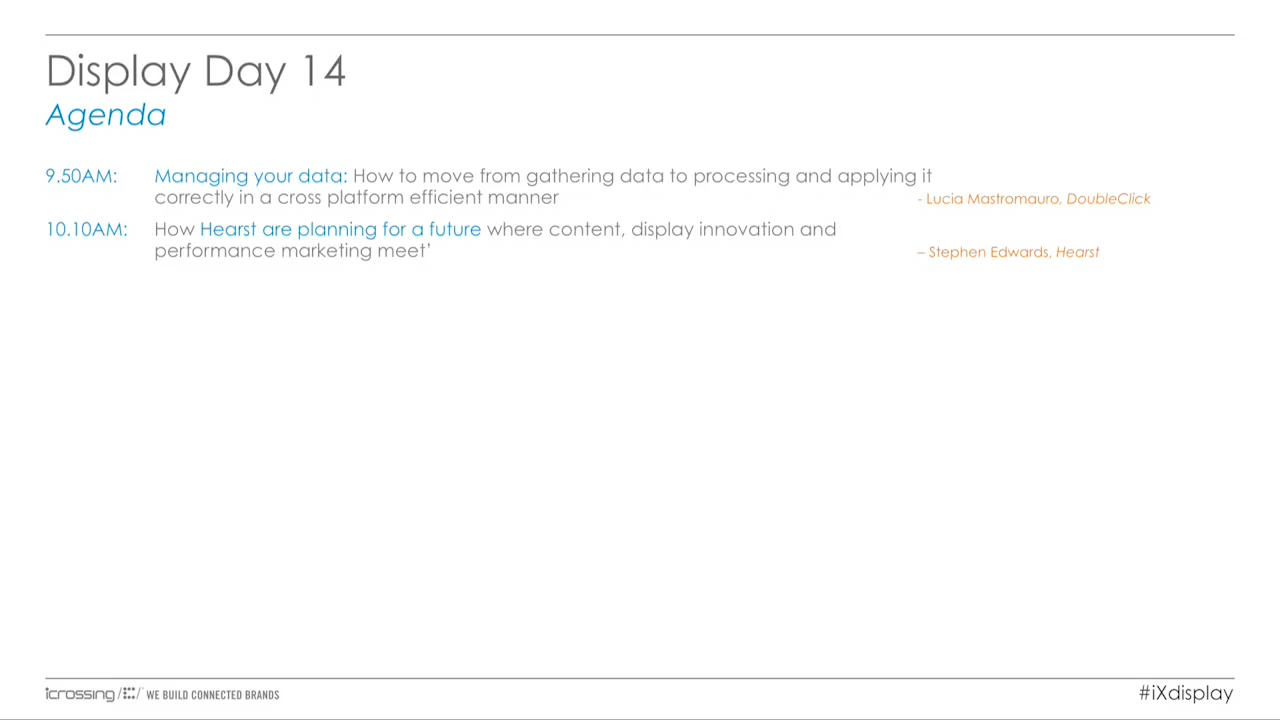 Display Day 14
Agenda
9.50AM: Managing your data: How to move from gathering data to processing and applying it
correctly in a cross platform efficient manner - Lucia Mastromauro, DoubleClick
10.10AM: How Hearst are planning for a future where content, display innovation and
performance marketing meet’ – Stephen Edwards, Hearst
icrossing WE BUILD CONNECTED BRANDS #iXdisplay